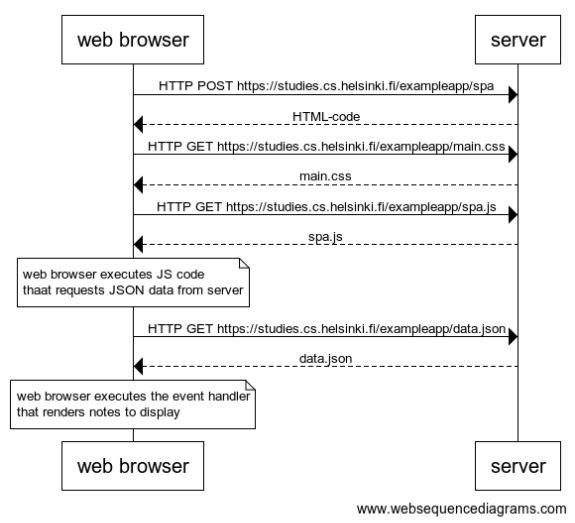 web browser
server
HTTP POST https://studies.cs.helsinki.fi/exampleapp/spa
HTML-code
HTTP GET https://studies.cs.helsinki.fi/exampleapp/main.css
main.css
HTTP GET https://studies.cs.helsinki.fi/exampleapp/spa.js
spa.js
web browser executes JS code
thaat requests JSON data from server
HTTP GET https://studies.cs.helsinki.fi/exampleapp/data.json
data.json
web browser executes the event handler
that renders notes to display
web browser
server
www.websequencediagrams.com